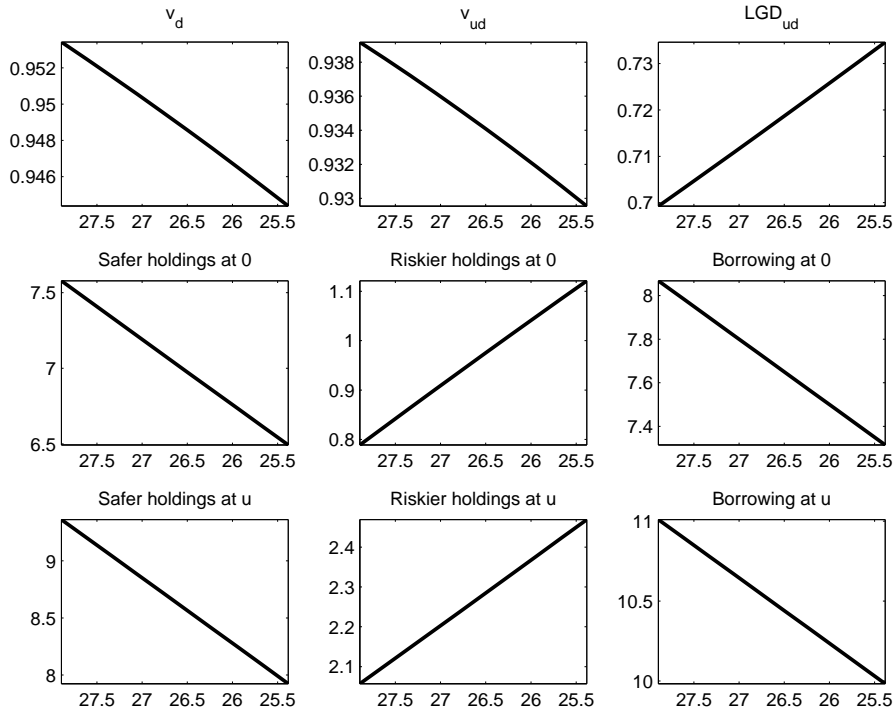 v_d
v_ud
LGD_ud
0.952
0.95
0.948
0.946
27.5 27 26.5 26 25.5
0.938
0.936
0.934
0.932
0.93
27.5 27 26.5 26 25.5
0.73
0.72
0.71
0.7
27.5 27 26.5 26 25.5
Safer holdings at 0
Riskier holdings at 0
Borrowing at 0
7.5
7
6.5
27.5 27 26.5 26 25.5
1.1
1
0.9
0.8
27.5 27 26.5 26 25.5
8
7.8
7.6
7.4
27.5 27 26.5 26 25.5
Safer holdings at u
Riskier holdings at u
Borrowing at u
9
8.5
8
27.5 27 26.5 26 25.5
2.4
2.3
2.2
2.1
27.5 27 26.5 26 25.5
11
10.5
10
27.5 27 26.5 26 25.5